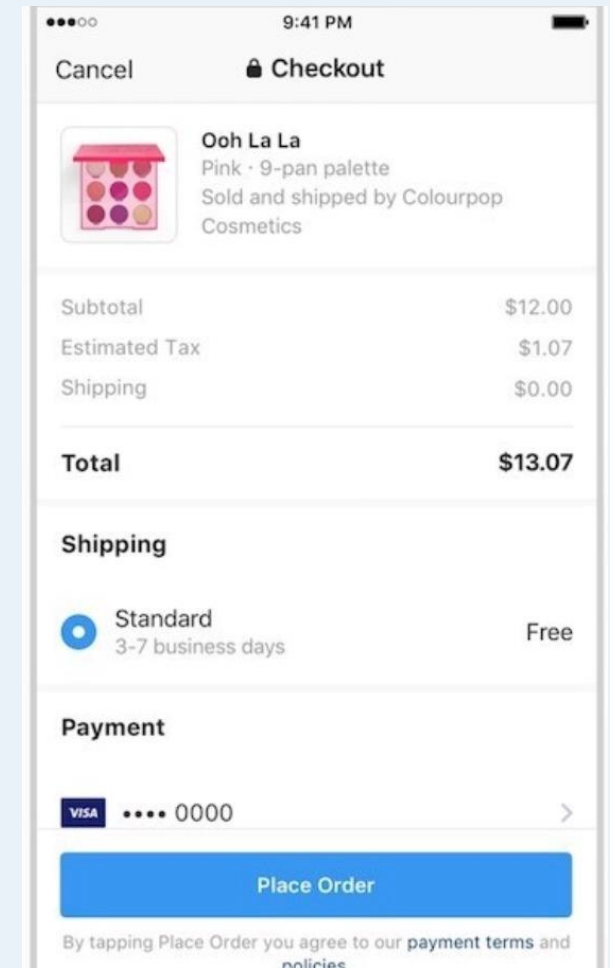 9:41 PM
Cancel
Checkout
Ooh La La
Pink · 9-pan palette
Sold and shipped by Colourpop
Cosmetics
Subtotal $12.00
Estimated Tax $1.07
Shipping $0.00
Total $13.07
Shipping
Standard
3-7 business days
Free
Payment
VISA •••• 0000
Place Order
By tapping Place Order you agree to our payment terms and
policies